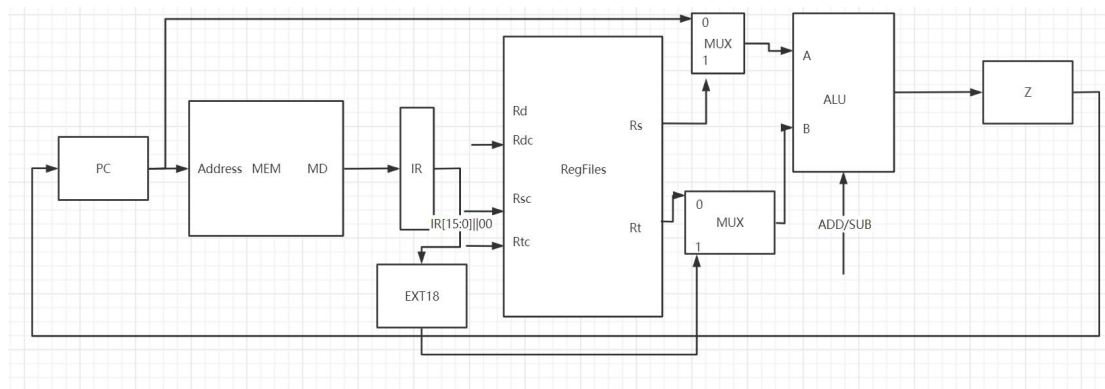 0
MUX
1
A
ALU
B
Z
Rd
Rdc
Rs
PC
Address
MEM
MD
IR
RegFiles
Rsc
IR[15:0]||00
Rtc
Rt
0
MUX
1
ADD/SUB
EXT18